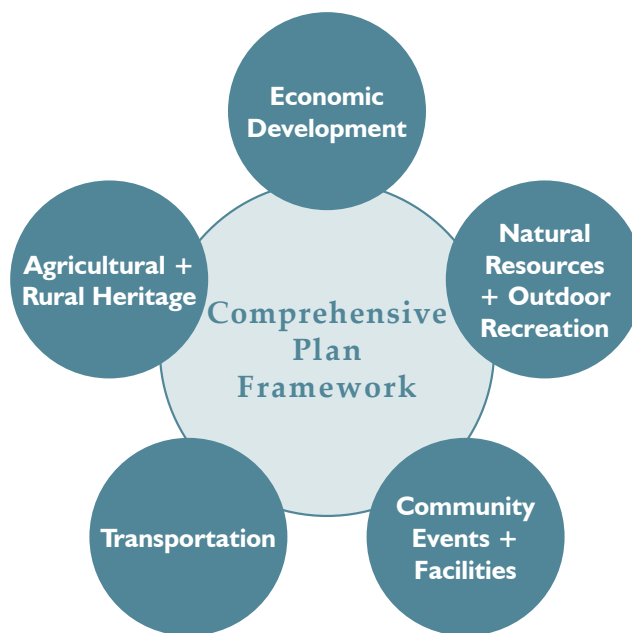 Economic
Development
Natural
Resources
+ Outdoor
Recreation
Agricultural +
Rural Heritage
Comprehensive
Plan
Framework
Community
Events +
Facilities
Transportation